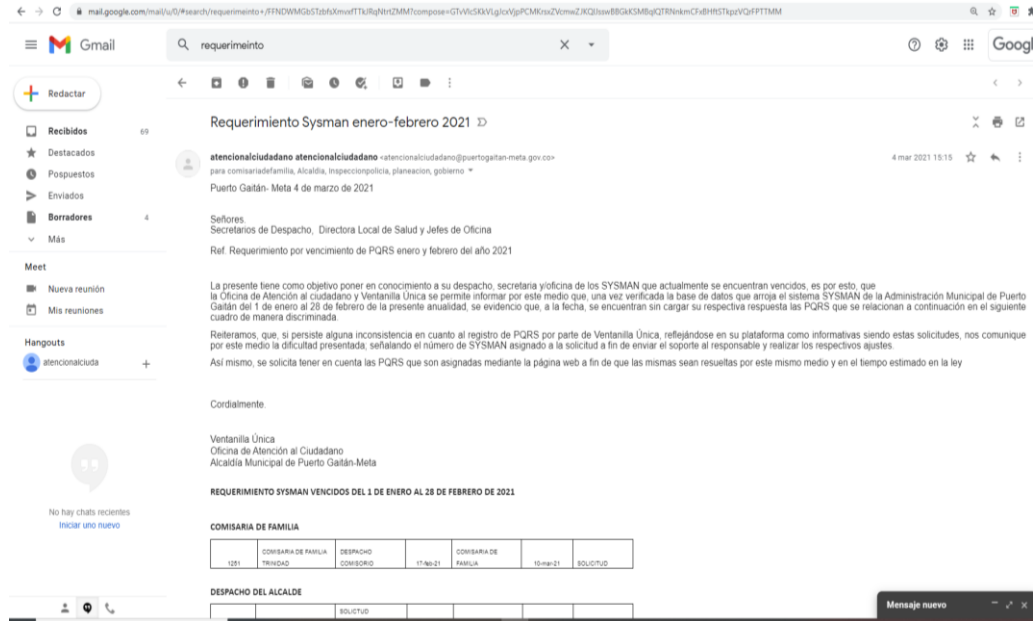 Gmail
requerimeinto
Googl
Redactar
Requerimiento Sysman enero-febrero 2021
Recibidos 69
Destacados
Pospuestos
Enviados
Borradores 4
Más
atencionalciudadano atencionalciudadano <atencionalciudadano@puertogaitan-meta.gov.co>
4 mar 2021 15:15
para comisariadefamilia, Alcaldia, Inspeccionpolicia, planeacion, gobierno
Puerto Gaitán- Meta 4 de marzo de 2021
Señores.
Secretarios de Despacho, Directora Local de Salud y Jefes de Oficina
Ref. Requerimiento por vencimiento de PQRS enero y febrero del año 2021
Meet
Nueva reunión
Mis reuniones
Hangouts
atencionalciuda
La presente tiene como objetivo poner en conocimiento a su despacho, secretaria y/oficina de los SYSMAN que actualmente se encuentran vencidos, es por esto, que
la Oficina de Atención al ciudadano y Ventanilla Única se permite informar por este medio que, una vez verificada la base de datos que arroja el sistema SYSMAN de la Administración Municipal de Puerto
Gaitán del 1 de enero al 28 de febrero de la presente anualidad, se evidencio que, a la fecha, se encuentran sin cargar su respectiva respuesta las PQRS que se relacionan a continuación en el siguiente
cuadro de manera discriminada.
Reiteramos, que, si persiste alguna inconsistencia en cuanto al registro de PQRS por parte de Ventanilla Única, reflejándose en su plataforma como informativas siendo estas solicitudes, nos comunique
por este medio la dificultad presentada, señalando el número de SYSMAN asignado a la solicitud a fin de enviar el soporte al responsable y realizar los respectivos ajustes.
Así mismo, se solicita tener en cuenta las PQRS que son asignadas mediante la página web a fin de que las mismas sean resueltas por este mismo medio y en el tiempo estimado en la ley
Cordialmente.
Ventanilla Única
Oficina de Atención al Ciudadano
Alcaldía Municipal de Puerto Gaitán-Meta
REQUERIMIENTO SYSMAN VENCIDOS DEL 1 DE ENERO AL 28 DE FEBRERO DE 2021
No hay chats recientes
Iniciar uno nuevo
COMISARIA DE FAMILIA
COMISARIA DE FAMILIA DESPACHO COMISARIA DE
1251 TRINIDAD COMISORIO 17-feb-21 FAMILIA 10-mar-21 SOLICITUD
DESPACHO DEL ALCALDE
SOLICTUD
Mensaje nuevo